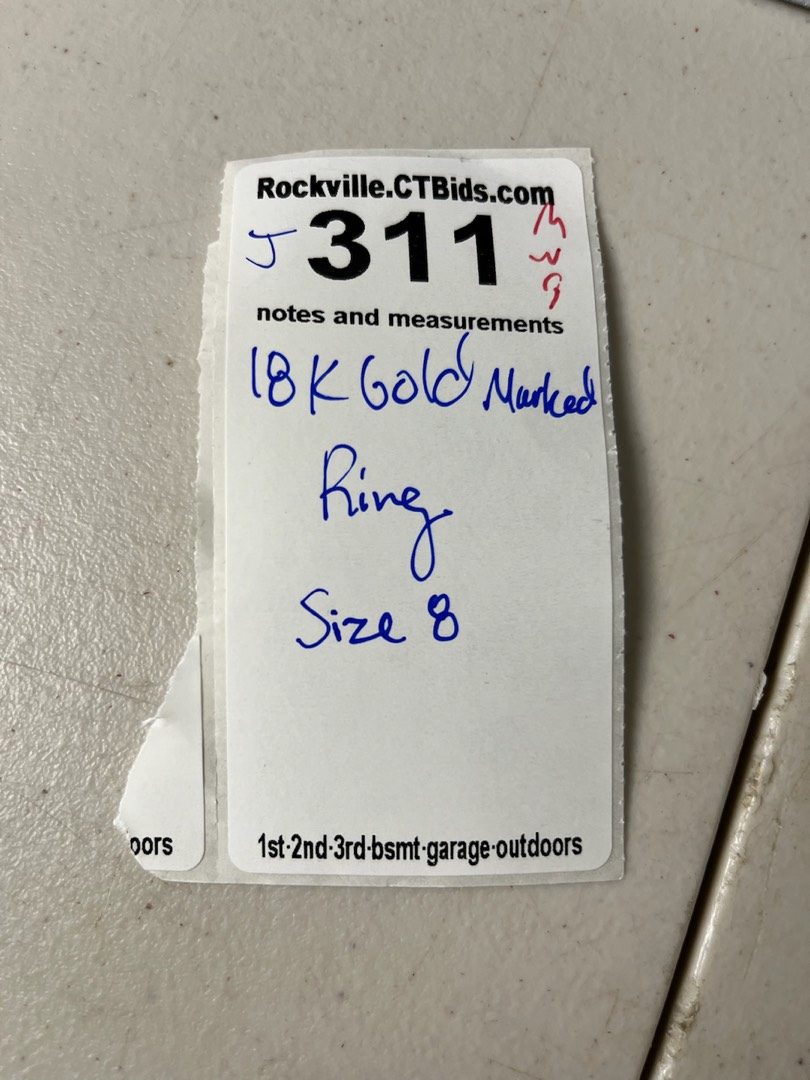 Rockville.CTBids.com
J 311
notes and measurements
18K Gold Marked
Ring
Size 8
1st·2nd·3rd·bsmt·garage·outdoors
oors